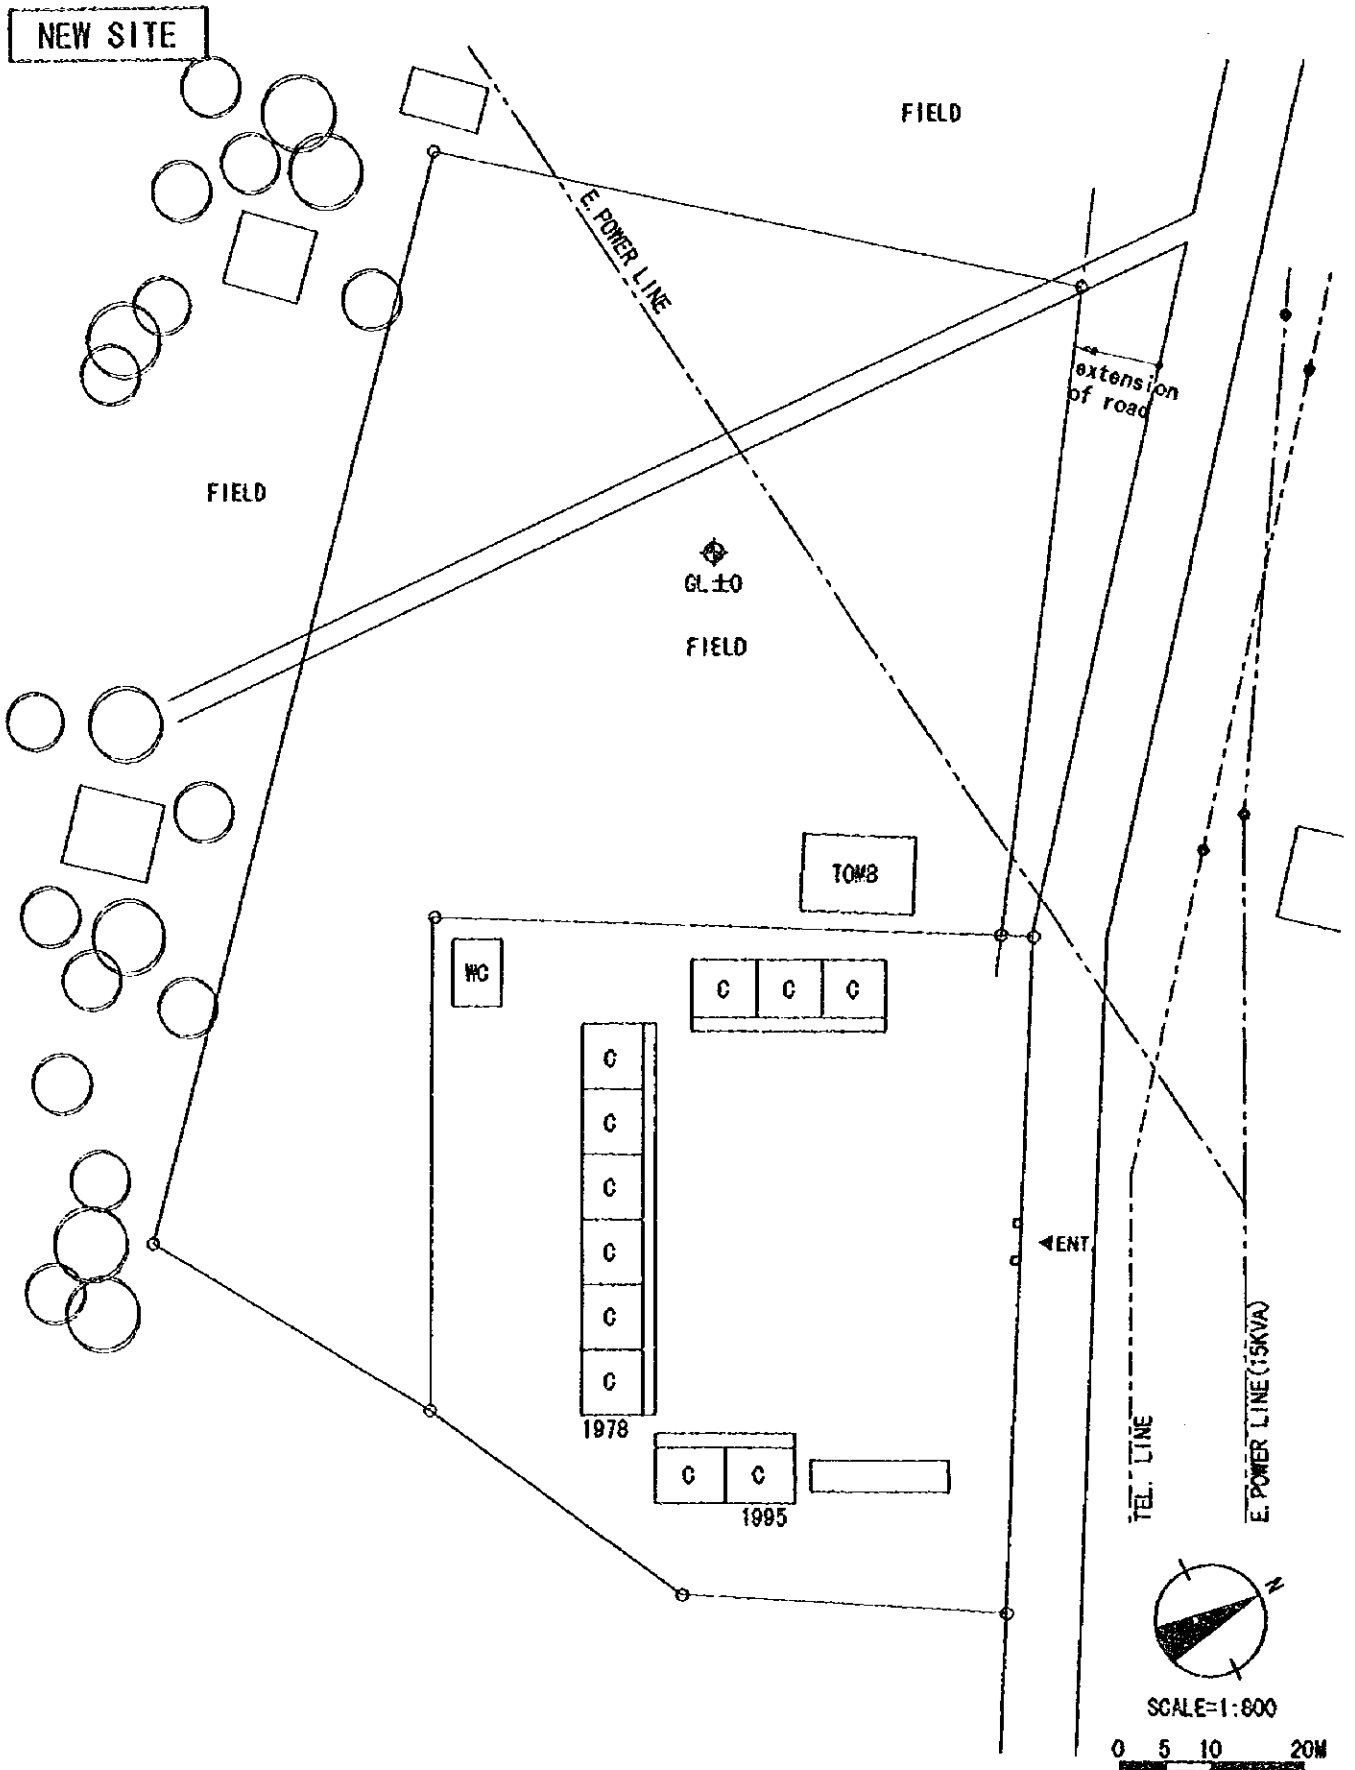 NEW SITE
FIELD
E. POWER LINE
extension
of road
FIELD
GL ±0
FIELD
TOMB
WC
C C C
C
C
C
C
C
C
◀ENT
1978
C C
1995
TEL. LINE
E. POWER LINE (15KVA)
N
SCALE=1:800
0 5 10 20M